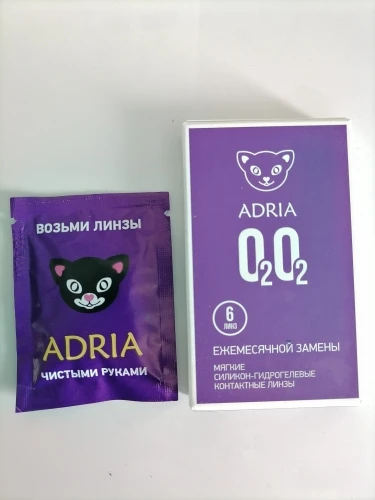 ВОЗЬМИ ЛИНЗЫ
ADRIA
ЧИСТЫМИ РУКАМИ
ADRIA
O2O2
6
ЛИНЗ
ЕЖЕМЕСЯЧНОЙ ЗАМЕНЫ
МЯГКИЕ
СИЛИКОН-ГИДРОГЕЛЕВЫЕ
КОНТАКТНЫЕ ЛИНЗЫ